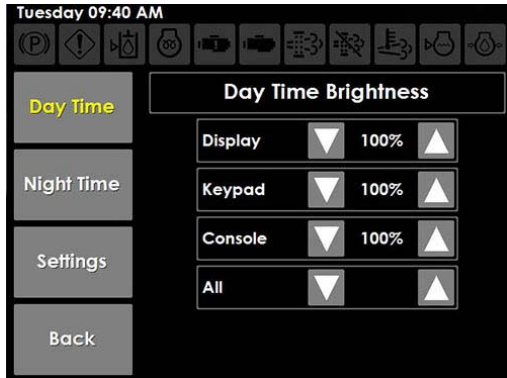 Tuesday 09:40 AM
(P)
Day Time
Day Time Brightness
Display 100%
Night Time
Keypad 100%
Console 100%
Settings
All
Back